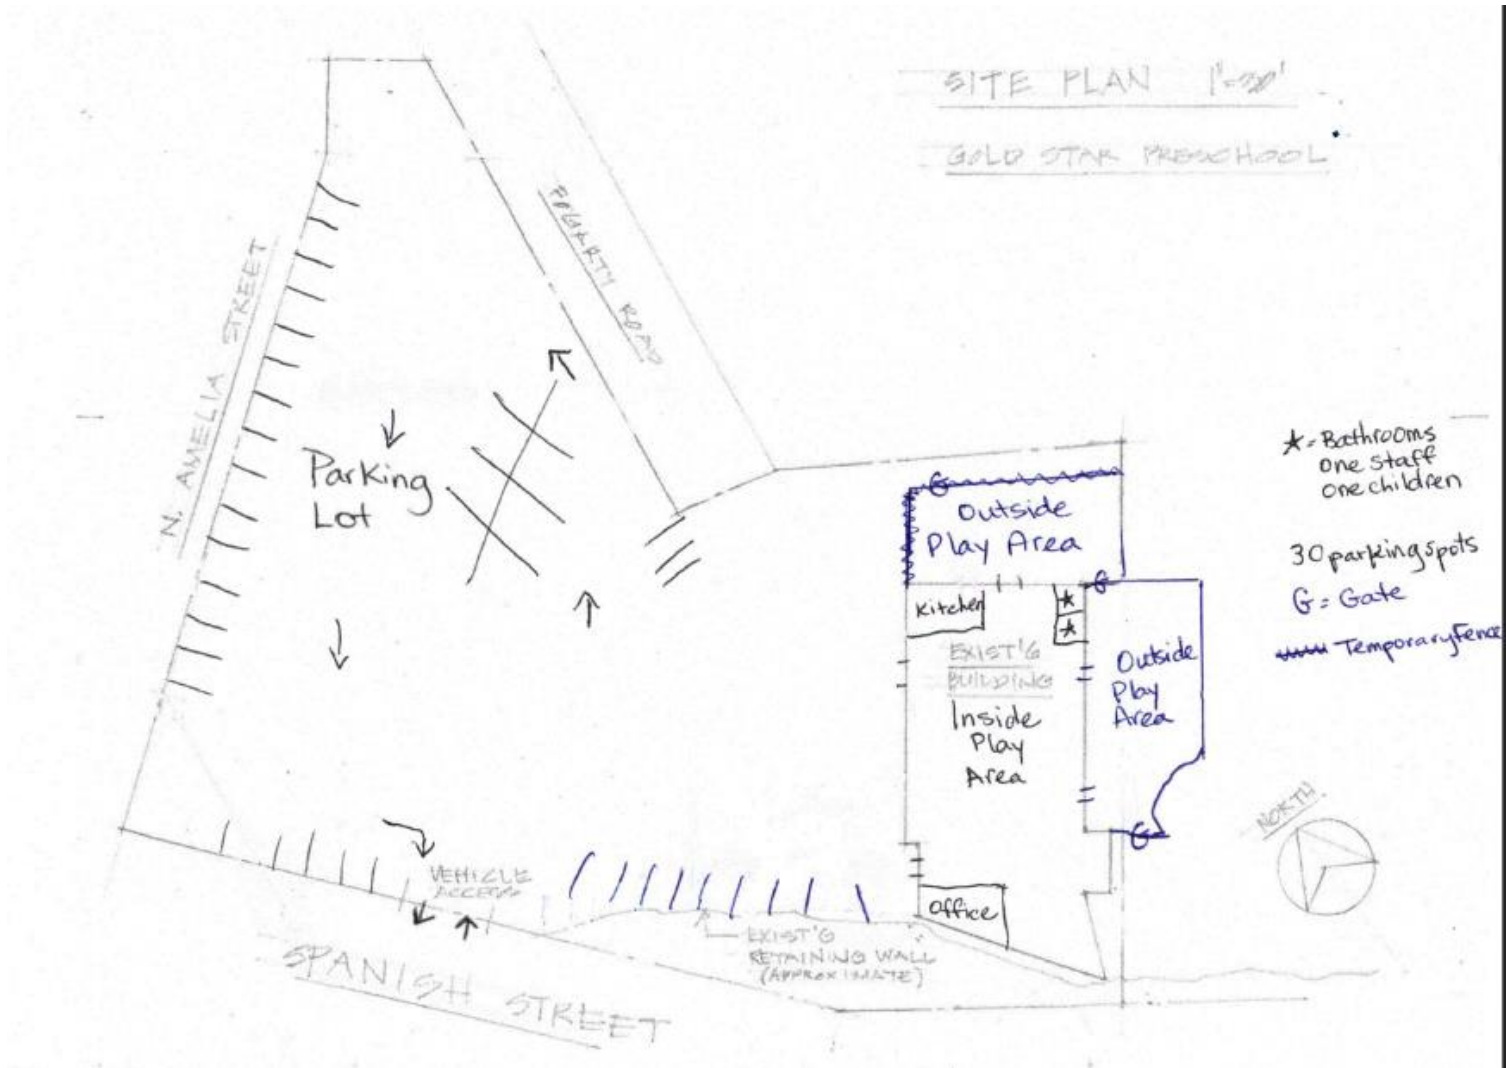 SITE PLAN 1"=30'
GOLD STAR PRESCHOOL
FOGARTY ROAD
N. AMELIA STREET
Parking
Lot
G
Outside
Play Area
G
Kitchen
★
★
EXIST'G
BUILDING
Inside
Play
Area
Outside
Play
Area
G
★ = Bathrooms
one staff
one children
30 parking spots
G = Gate
Temporary Fence
NORTH
VEHICLE
ACCESS
Office
EXIST'G
RETAINING WALL
(APPROXIMATE)
SPANISH STREET